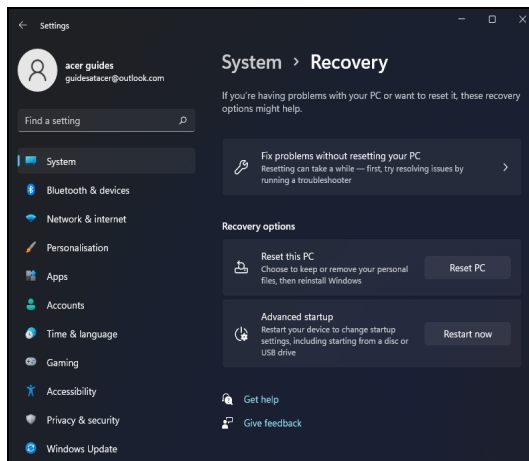 Settings
acer guides
guidesatacer@outlook.com
Find a setting
System
Bluetooth & devices
Network & internet
Personalisation
Apps
Accounts
Time & language
Gaming
Accessibility
Privacy & security
Windows Update
System > Recovery
If you're having problems with your PC or want to reset it, these recovery
options might help.
Fix problems without resetting your PC
Resetting can take a while — first, try resolving issues by
running a troubleshooter
Recovery options
Reset this PC
Choose to keep or remove your personal
files, then reinstall Windows
Reset PC
Advanced startup
Restart your device to change startup
settings, including starting from a disc or
USB drive
Restart now
Get help
Give feedback